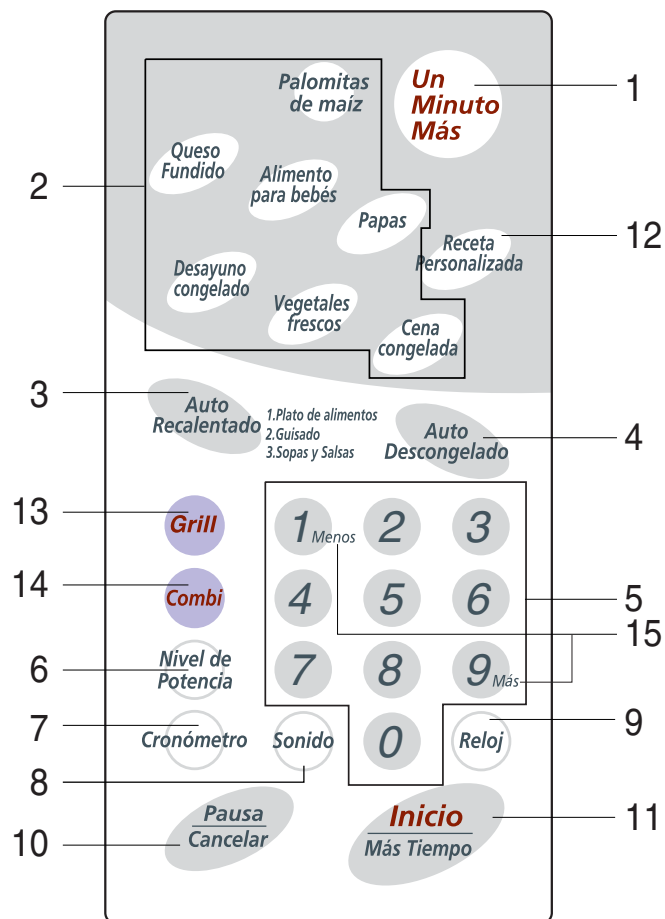 Un
Minuto
Más
1
Palomitas
de maíz
Queso
Fundido
2
Alimento
para bebés
Papas
Receta
Personalizada
12
Desayuno
congelado
Vegetales
frescos
Cena
congelada
3
Auto
Recalentado
1.Plato de alimentos
2.Guisado
3.Sopas y Salsas
Auto
Descongelado
4
13
Grill
1 Menos
2
3
14
Combi
4
5
6
5
15
6
Nivel de
Potencia
7
8
9 Más
7
Cronómetro
Sonido
8
0
Reloj
9
10
Pausa
Cancelar
Inicio
Más Tiempo
11